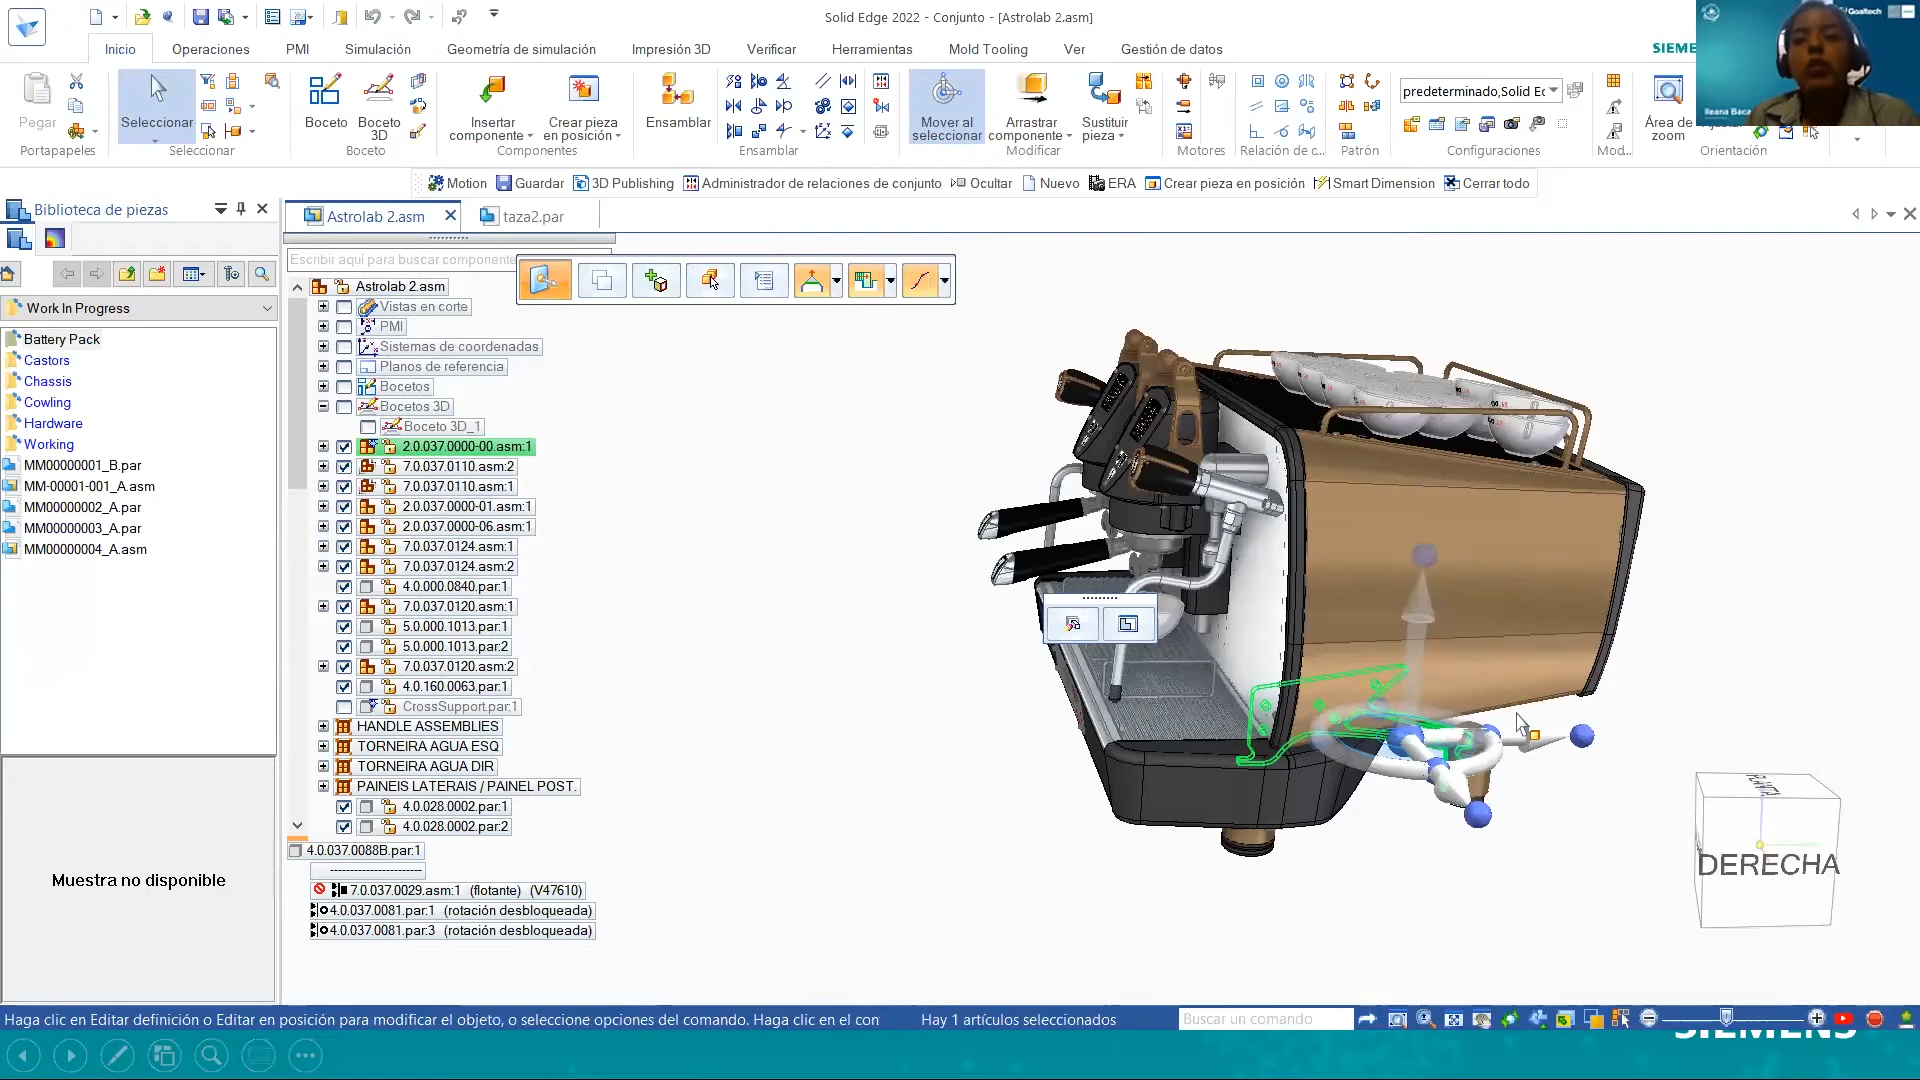 Solid Edge 2022 - Conjunto - [Astrolab 2.asm]
Goaltech
Inicio Operaciones PMI Simulación Geometría de simulación Impresión 3D Verificar Herramientas Mold Tooling Ver Gestión de datos
SIEME
Ileana Baca
Pegar Seleccionar Boceto Boceto 3D Insertar componente Crear pieza en posición Ensamblar Mover al seleccionar Arrastrar componente Sustituir pieza predeterminado,Solid Ec Área de zoom
Portapapeles Seleccionar Boceto Componentes Ensamblar Modificar Motores Relación de c... Patrón Configuraciones Mod... Orientación
Motion Guardar 3D Publishing Administrador de relaciones de conjunto Ocultar Nuevo ERA Crear pieza en posición Smart Dimension Cerrar todo
Biblioteca de piezas
Astrolab 2.asm taza2.par
Escribir aquí para buscar componente
Work In Progress
Battery Pack
Castors
Chassis
Cowling
Hardware
Working
MM00000001_B.par
MM-00001-001_A.asm
MM00000002_A.par
MM00000003_A.par
MM00000004_A.asm
Muestra no disponible
Astrolab 2.asm
Vistas en corte
PMI
Sistemas de coordenadas
Planos de referencia
Bocetos
Bocetos 3D
Boceto 3D_1
2.0.037.0000-00.asm:1
7.0.037.0110.asm:2
7.0.037.0110.asm:1
2.0.037.0000-01.asm:1
2.0.037.0000-06.asm:1
7.0.037.0124.asm:1
7.0.037.0124.asm:2
4.0.000.0840.par:1
7.0.037.0120.asm:1
5.0.000.1013.par:1
5.0.000.1013.par:2
7.0.037.0120.asm:2
4.0.160.0063.par:1
CrossSupport.par:1
HANDLE ASSEMBLIES
TORNEIRA AGUA ESQ
TORNEIRA AGUA DIR
PAINEIS LATERAIS / PAINEL POST.
4.0.028.0002.par:1
4.0.028.0002.par:2
4.0.037.0088B.par:1
7.0.037.0029.asm:1 (flotante) (V47610)
4.0.037.0081.par:1 (rotación desbloqueada)
4.0.037.0081.par:3 (rotación desbloqueada)
PLANTA
DERECHA
Haga clic en Editar definición o Editar en posición para modificar el objeto, o seleccione opciones del comando. Haga clic en el con
Hay 1 artículos seleccionados
Buscar un comando
SIEMENS